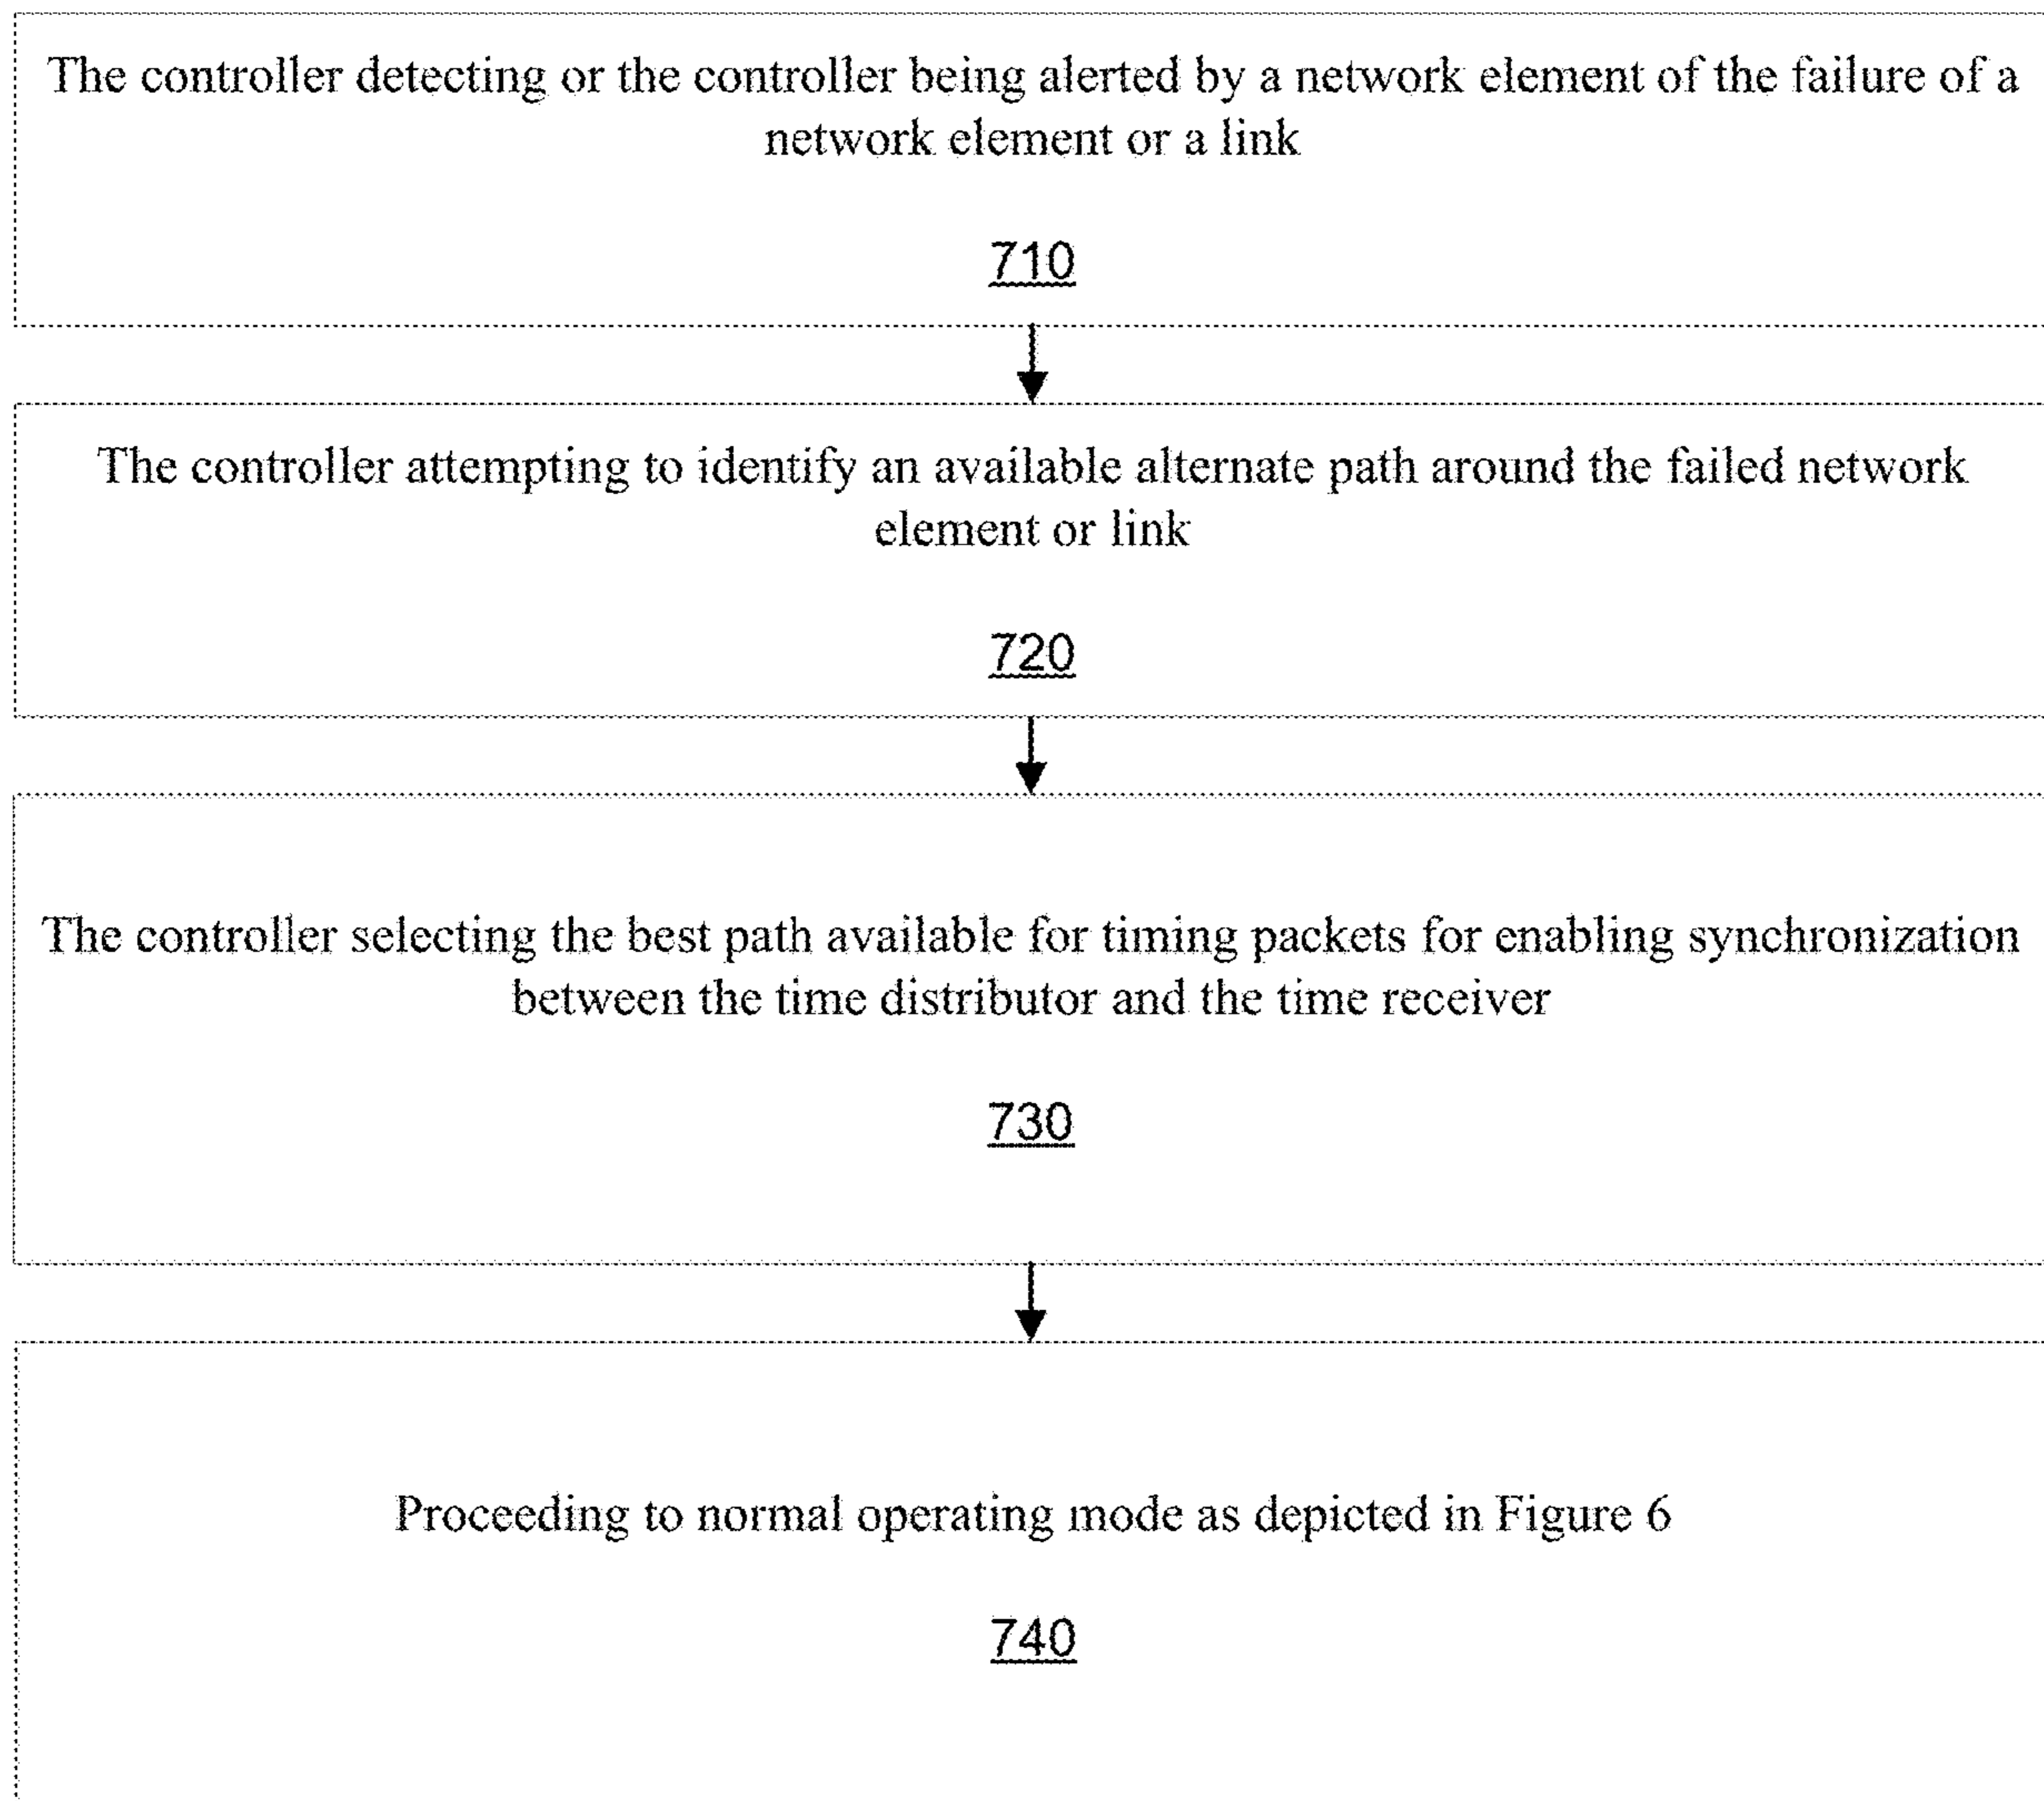 The controller detecting or the controller being alerted by a network element of the failure of a
network element or a link
710
The controller attempting to identify an available alternate path around the failed network
element or link
720
The controller selecting the best path available for timing packets for enabling synchronization
between the time distributor and the time receiver
730
Proceeding to normal operating mode as depicted in Figure 6
740